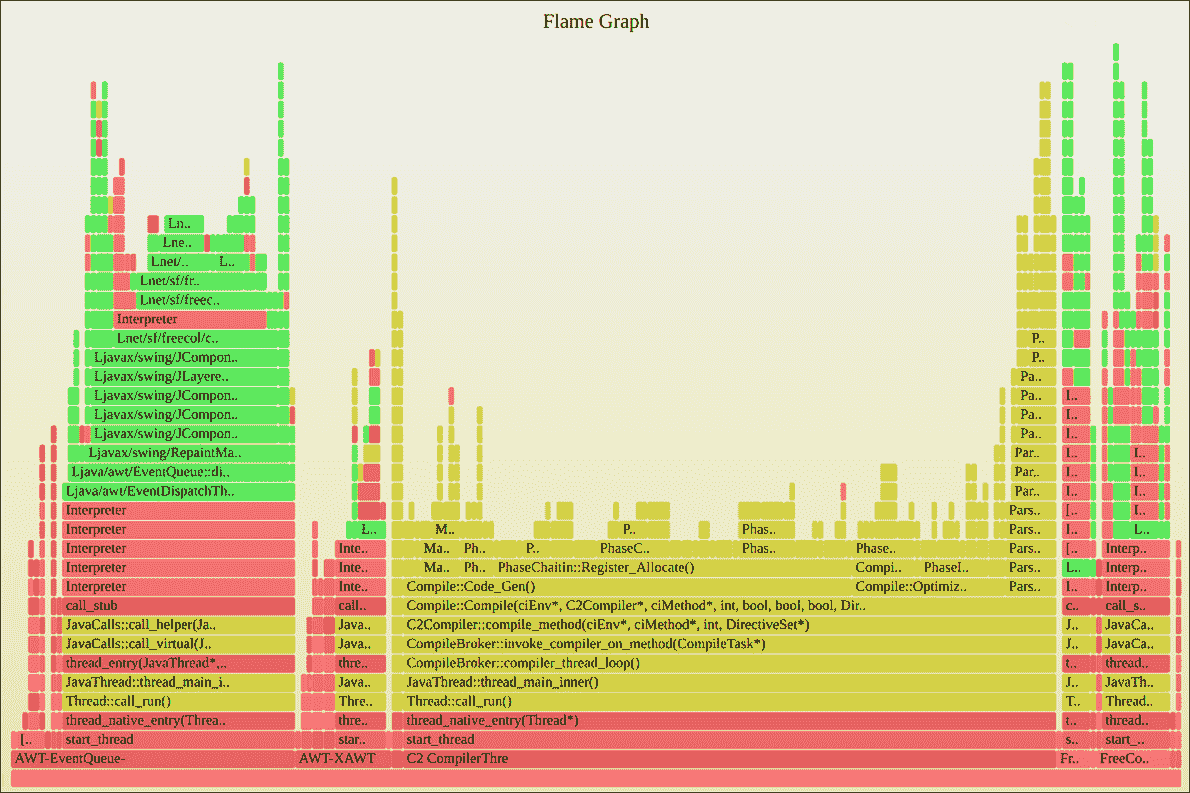 Flame Graph
Ln..
Lne..
Lnet/.. L..
Lnet/sf/fr..
Lnet/sf/freec..
Interpreter
Lnet/sf/freecol/c.. P..
Ljavax/swing/JCompon.. P..
Ljavax/swing/JLayere.. Pa..
Ljavax/swing/JCompon.. Pa.. I..
Ljavax/swing/JCompon.. Pa.. I..
Ljavax/swing/JCompon.. Pa.. I..
Ljavax/swing/RepaintMa.. Par.. I.. I..
Ljava/awt/EventQueue::di.. Par.. I.. I..
Ljava/awt/EventDispatchTh.. Par.. I.. I..
Interpreter Pars.. [.. I..
Interpreter L.. M.. P.. Phas.. Pars.. I.. L..
Interpreter Inte.. Ma.. Ph.. P.. PhaseC.. Phas.. Phase.. Pars.. [.. Interp..
Interpreter Inte.. Ma.. Ph.. PhaseChaitin::Register_Allocate() Compi.. PhaseI.. Pars.. L.. Interp..
Interpreter Inte.. Compile::Code_Gen() Compile::Optimiz.. Pars.. I.. Interp..
call_stub call.. Compile::Compile(ciEnv*, C2Compiler*, ciMethod*, int, bool, bool, bool, Dir.. c.. call_s..
JavaCalls::call_helper(Ja.. Java.. C2Compiler::compile_method(ciEnv*, ciMethod*, int, DirectiveSet*) J.. JavaCa..
JavaCalls::call_virtual(J.. Java.. CompileBroker::invoke_compiler_on_method(CompileTask*) J.. JavaCa..
thread_entry(JavaThread*,.. thre.. CompileBroker::compiler_thread_loop() t.. thread..
JavaThread::thread_main_i.. Java.. JavaThread::thread_main_inner() J.. JavaTh..
Thread::call_run() Thre.. Thread::call_run() T.. Thread..
thread_native_entry(Threa.. thre.. thread_native_entry(Thread*) t.. thread..
[.. start_thread star.. start_thread s.. start_..
AWT-EventQueue- AWT-XAWT C2 CompilerThre Fr.. FreeCo..